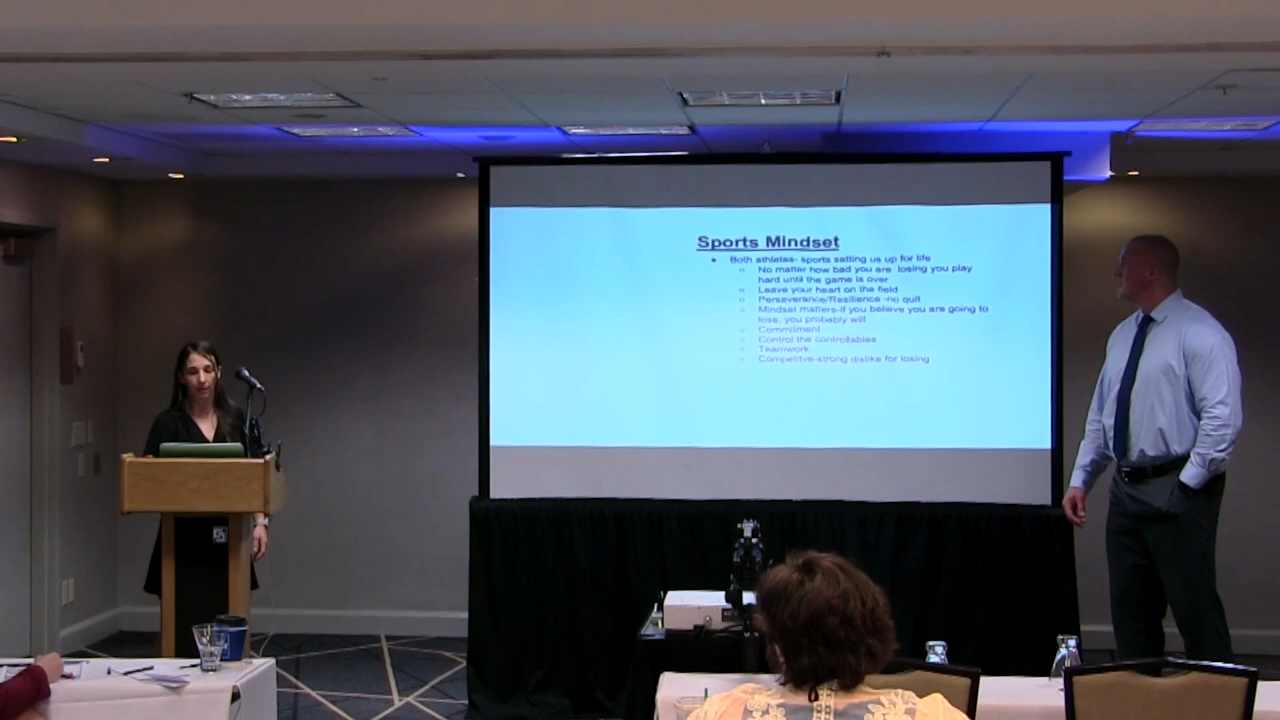 Sports Mindset
Both athletes- sports setting us up for life
No matter how bad you are losing you play
hard until the game is over
Leave your heart on the field
Perseverance/Resilience -no quit
Mindset matters-if you believe you are going to
lose, you probably will
Commitment
Control the controllables
Teamwork
Competitve-strong dislike for losing